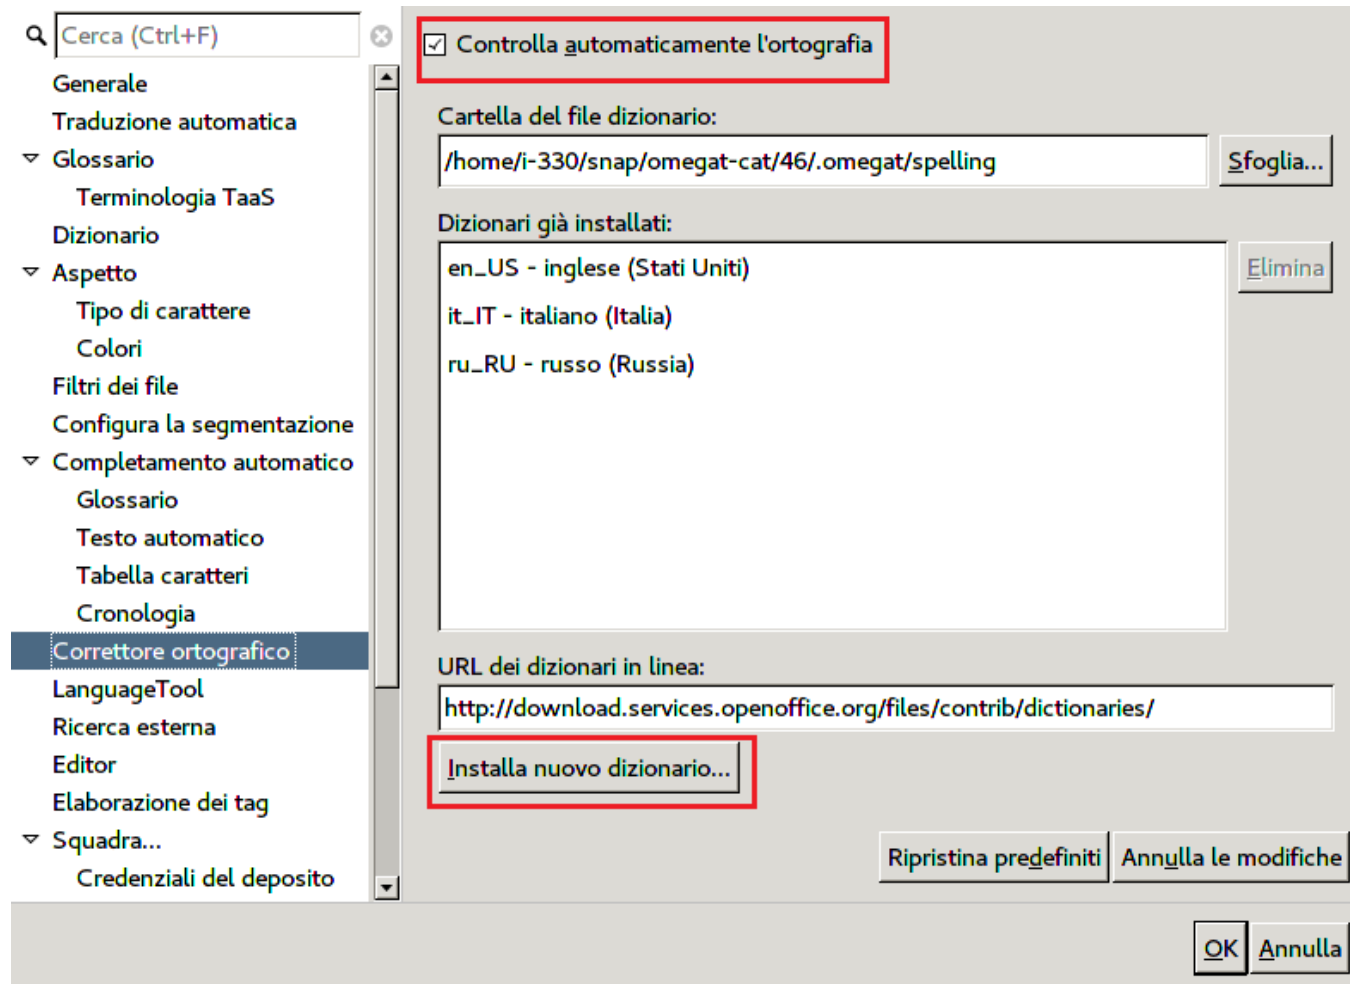 Cerca (Ctrl+F)
Generale
Traduzione automatica
Glossario
Terminologia TaaS
Dizionario
Aspetto
Tipo di carattere
Colori
Filtri dei file
Configura la segmentazione
Completamento automatico
Glossario
Testo automatico
Tabella caratteri
Cronologia
Correttore ortografico
LanguageTool
Ricerca esterna
Editor
Elaborazione dei tag
Squadra...
Credenziali del deposito
Controlla automaticamente l'ortografia
Cartella del file dizionario:
/home/i-330/snap/omegat-cat/46/.omegat/spelling
Sfoglia...
Dizionari già installati:
en_US - inglese (Stati Uniti)
it_IT - italiano (Italia)
ru_RU - russo (Russia)
Elimina
URL dei dizionari in linea:
http://download.services.openoffice.org/files/contrib/dictionaries/
Installa nuovo dizionario...
Ripristina predefiniti
Annulla le modifiche
OK
Annulla